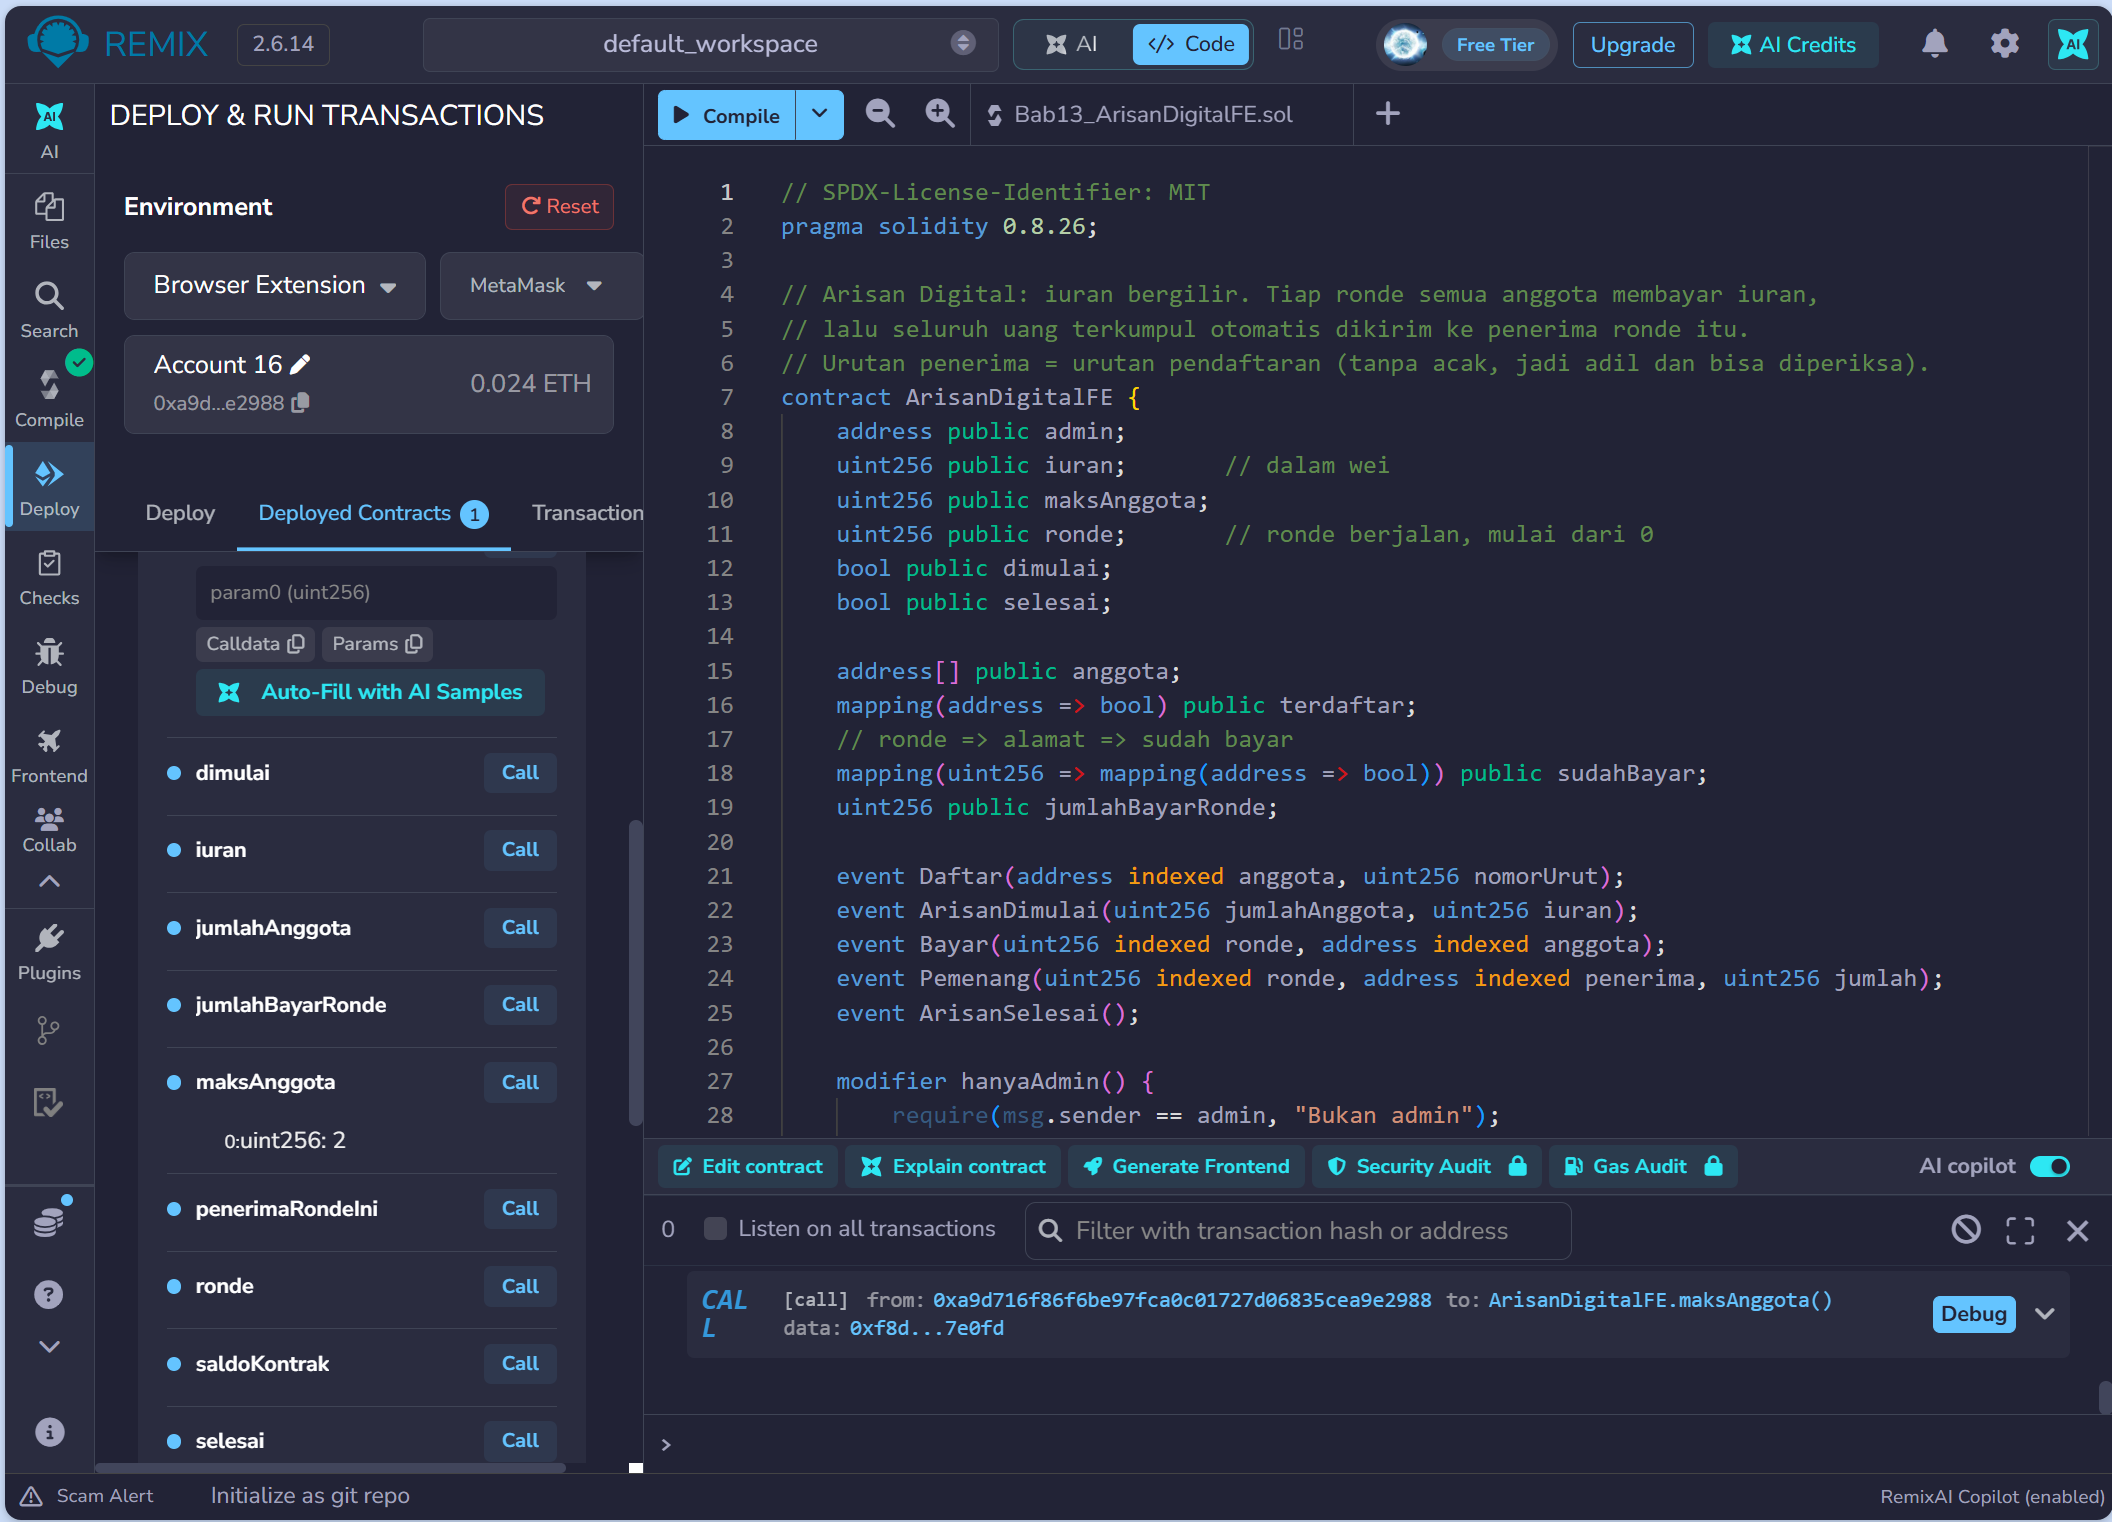 REMIX 2.6.14 default_workspace AI Code Free Tier Upgrade AI Credits AI
AI
AI
Files
Search
Compile
Deploy
Checks
Debug
Frontend
Collab
Plugins
DEPLOY & RUN TRANSACTIONS
Environment Reset
Browser Extension MetaMask
Account 16 0.024 ETH
0xa9d...e2988
Deploy Deployed Contracts 1 Transaction
param0 (uint256)
Calldata Params
Auto-Fill with AI Samples
dimulai Call
iuran Call
jumlahAnggota Call
jumlahBayarRonde Call
maksAnggota Call
0:uint256: 2
penerimaRondeIni Call
ronde Call
saldoKontrak Call
selesai Call
Compile Bab13_ArisanDigitalFE.sol
1 // SPDX-License-Identifier: MIT
2 pragma solidity 0.8.26;
3
4 // Arisan Digital: iuran bergilir. Tiap ronde semua anggota membayar iuran,
5 // lalu seluruh uang terkumpul otomatis dikirim ke penerima ronde itu.
6 // Urutan penerima = urutan pendaftaran (tanpa acak, jadi adil dan bisa diperiksa).
7 contract ArisanDigitalFE {
8 address public admin;
9 uint256 public iuran; // dalam wei
10 uint256 public maksAnggota;
11 uint256 public ronde; // ronde berjalan, mulai dari 0
12 bool public dimulai;
13 bool public selesai;
14
15 address[] public anggota;
16 mapping(address => bool) public terdaftar;
17 // ronde => alamat => sudah bayar
18 mapping(uint256 => mapping(address => bool)) public sudahBayar;
19 uint256 public jumlahBayarRonde;
20
21 event Daftar(address indexed anggota, uint256 nomorUrut);
22 event ArisanDimulai(uint256 jumlahAnggota, uint256 iuran);
23 event Bayar(uint256 indexed ronde, address indexed anggota);
24 event Pemenang(uint256 indexed ronde, address indexed penerima, uint256 jumlah);
25 event ArisanSelesai();
26
27 modifier hanyaAdmin() {
28 require(msg.sender == admin, "Bukan admin");
Edit contract Explain contract Generate Frontend Security Audit Gas Audit AI copilot
0 Listen on all transactions Filter with transaction hash or address
CALL [call] from: 0xa9d716f86f6be97fca0c01727d06835cea9e2988 to: ArisanDigitalFE.maksAnggota()
data: 0xf8d...7e0fd
Debug
>
Scam Alert Initialize as git repo RemixAI Copilot (enabled)